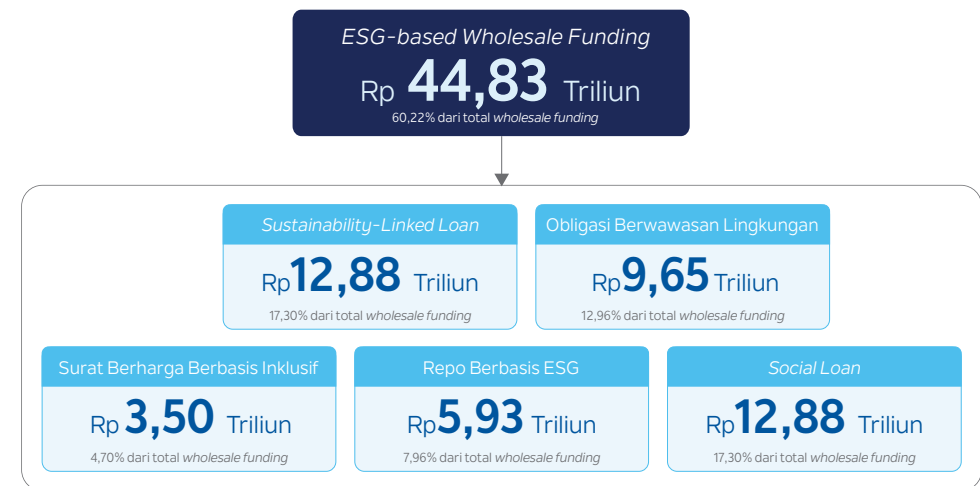 ESG-based Wholesale Funding
Rp 44,83 Triliun
60,22% dari total wholesale funding
Sustainability-Linked Loan
Rp12,88 Triliun
17,30% dari total wholesale funding
Obligasi Berwawasan Lingkungan
Rp9,65 Triliun
12,96% dari total wholesale funding
Surat Berharga Berbasis Inklusif
Rp 3,50 Triliun
4,70% dari total wholesale funding
Repo Berbasis ESG
Rp5,93 Triliun
7,96% dari total wholesale funding
Social Loan
Rp12,88 Triliun
17,30% dari total wholesale funding